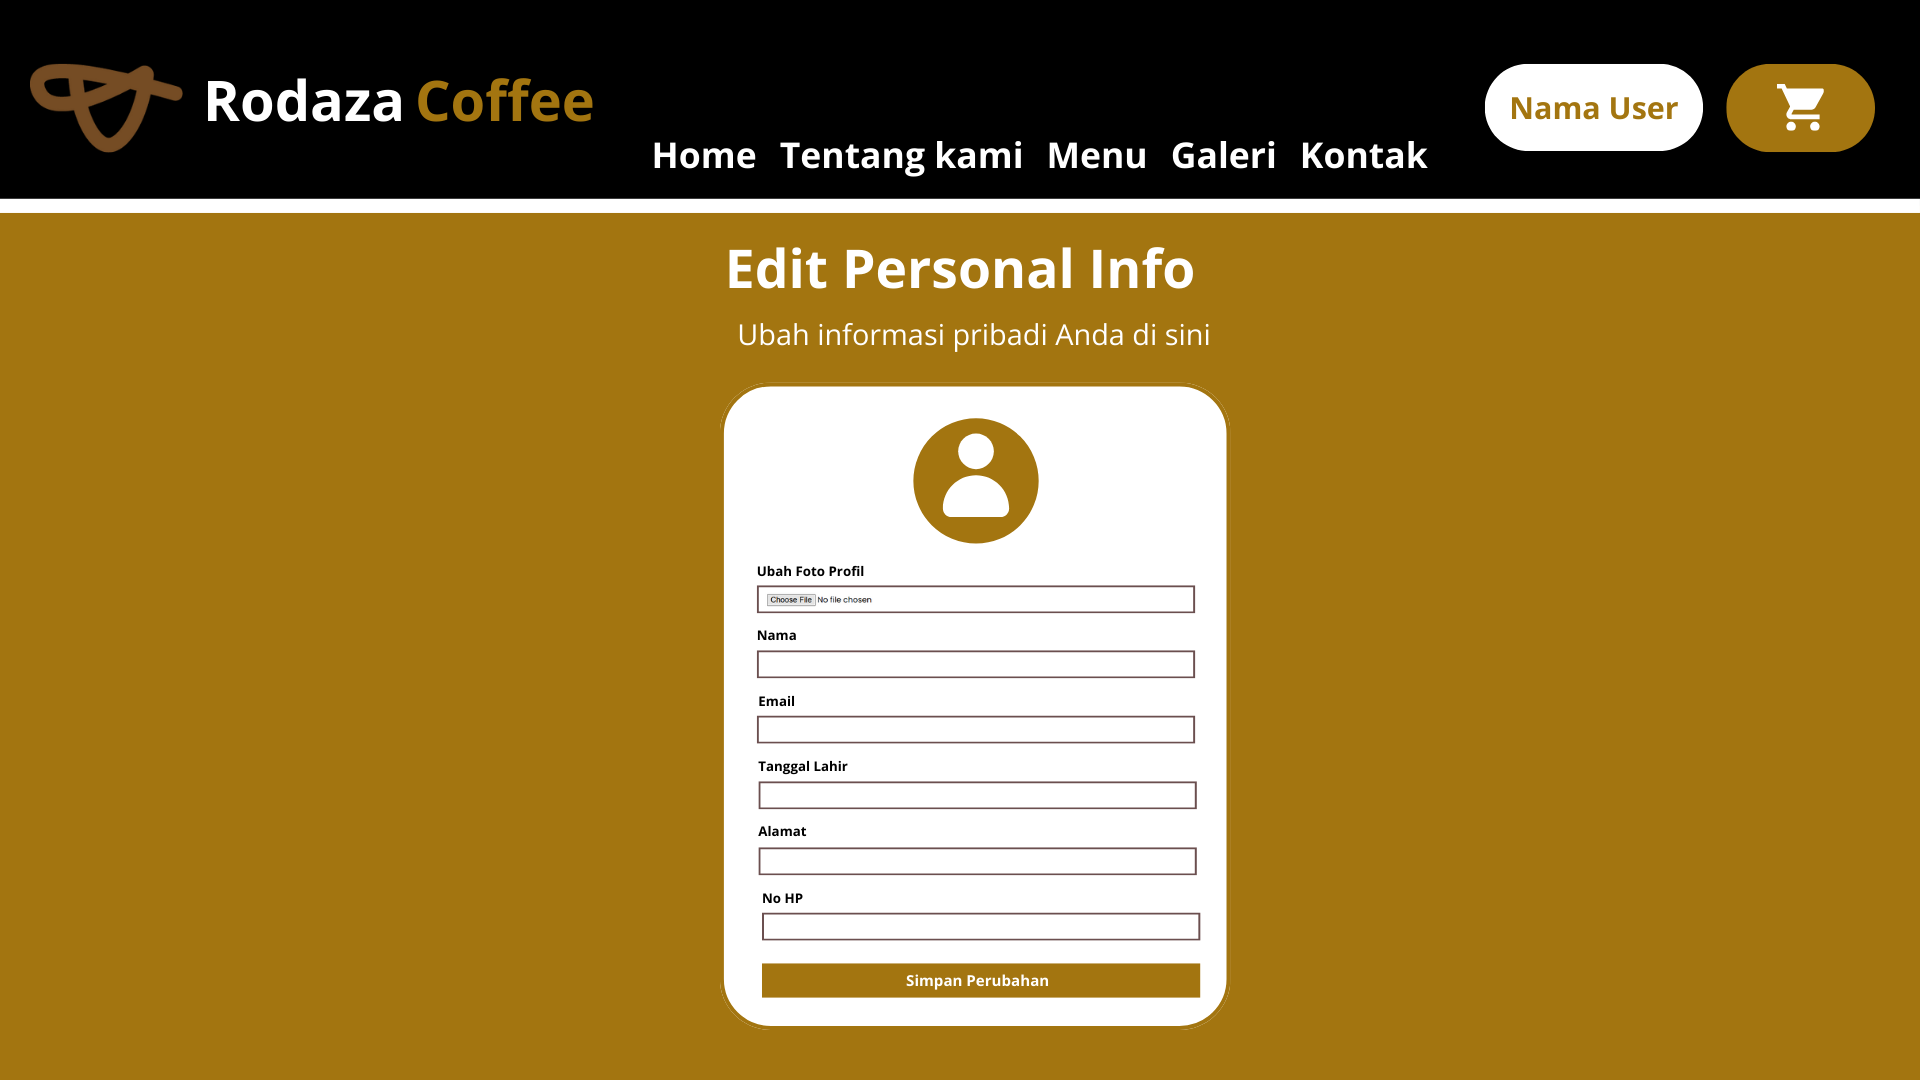 Rodaza Coffee
Home Tentang kami Menu Galeri Kontak
Nama User
Edit Personal Info
Ubah informasi pribadi Anda di sini
Ubah Foto Profil
Choose File No file chosen
Nama
Email
Tanggal Lahir
Alamat
No HP
Simpan Perubahan